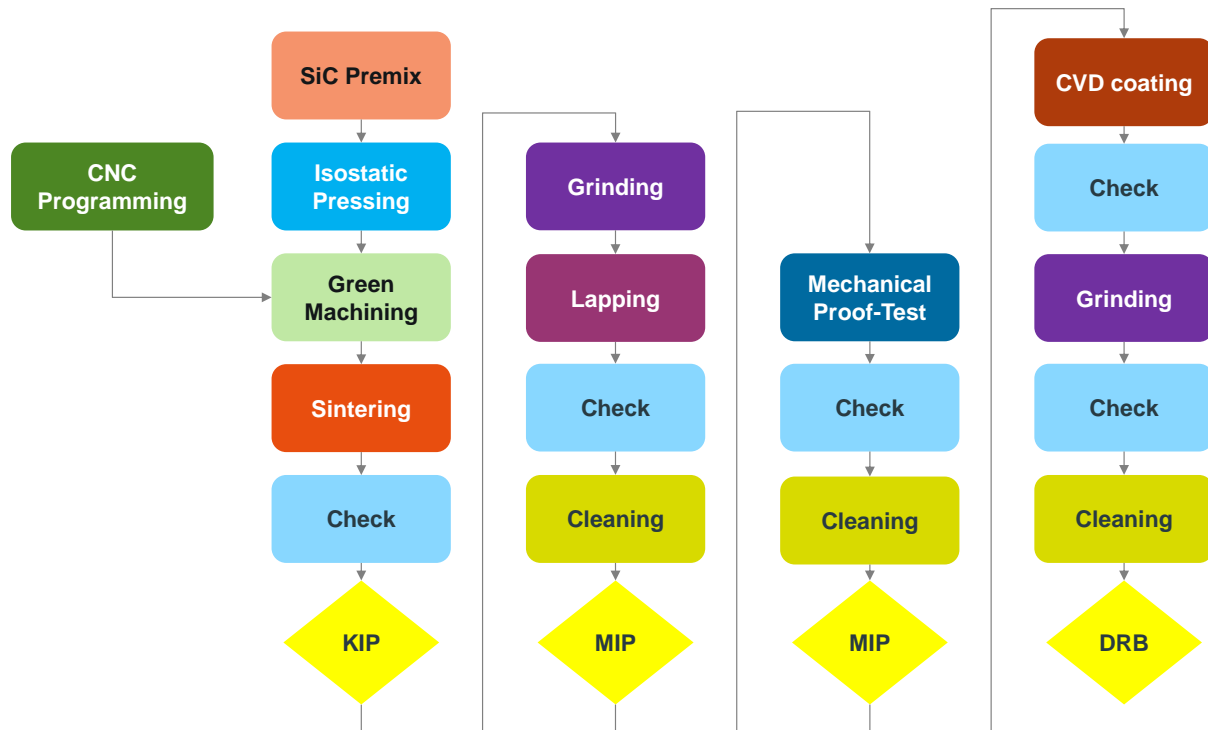 SiC Premix
CNC
Programming
Isostatic
Pressing
Green
Machining
Sintering
Check
KIP
Grinding
Lapping
Check
Cleaning
MIP
Mechanical
Proof-Test
Check
Cleaning
MIP
CVD coating
Check
Grinding
Check
Cleaning
DRB